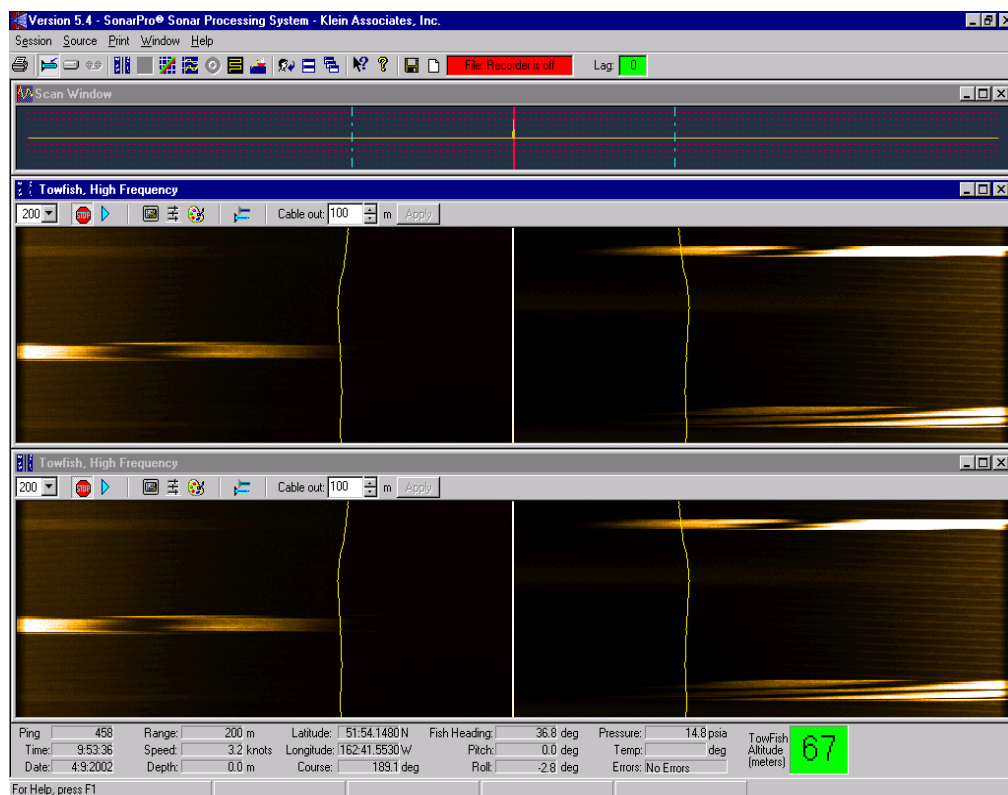 Version 5.4 - SonarPro® Sonar Processing System - Klein Associates, Inc.
Session Source Print Window Help
File: Recorder is off Lag: 0
Scan Window
Towfish, High Frequency
200 STOP Cable out: 100 m Apply
Towfish, High Frequency
200 STOP Cable out: 100 m Apply
Ping 458 Range: 200 m Latitude: 51:54.1480 N Fish Heading: 36.8 deg Pressure: 14.8 psia
Time: 9:53:36 Speed: 3.2 knots Longitude: 162:41.5530 W Pitch: 0.0 deg Temp: deg
Date: 4:9:2002 Depth: 0.0 m Course: 189.1 deg Roll: -2.8 deg Errors: No Errors
TowFish
Altitude
(meters)
67
For Help, press F1